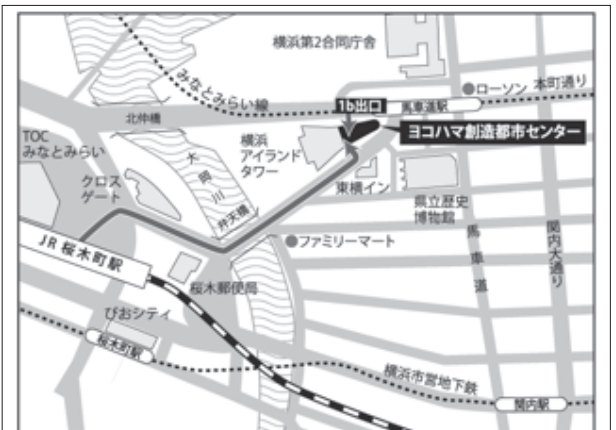 横浜第2合同庁舎
みなとみらい線
ローソン
本町通り
1b出口
馬車道駅
北仲橋
ヨコハマ創造都市センター
TOC
みなとみらい
横浜
アイランド
タワー
大岡川
クロス
ゲート
東横イン
県立歴史
博物館
弁天橋
馬車道
関内大通り
ファミリーマート
JR桜木町駅
桜木郵便局
ぴおシティ
桜木町駅
横浜市営地下鉄
関内駅